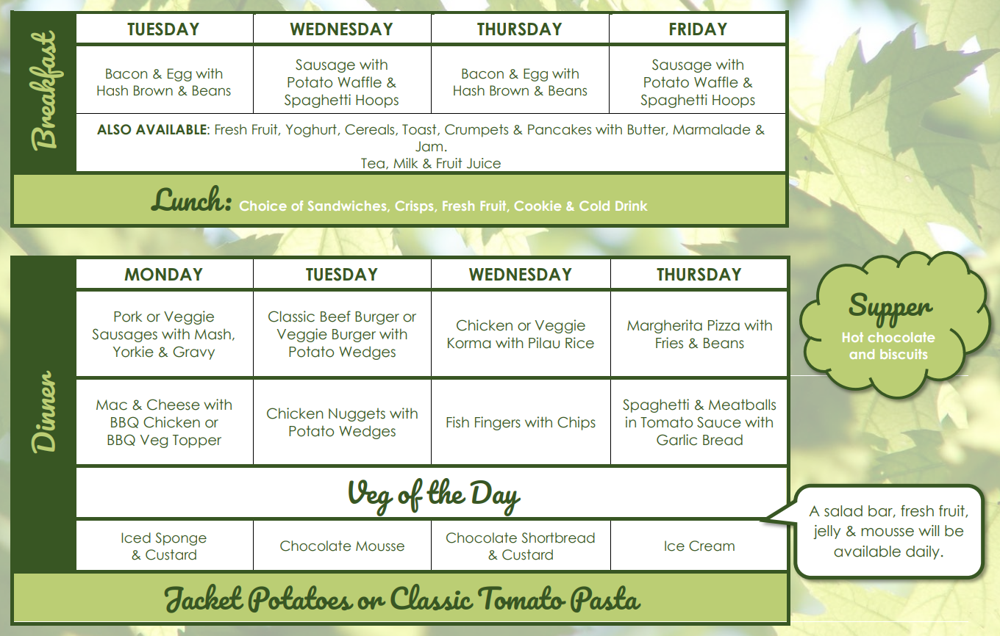 Breakfast
TUESDAY
WEDNESDAY
THURSDAY
FRIDAY
Bacon & Egg with
Hash Brown & Beans
Sausage with
Potato Waffle &
Spaghetti Hoops
Bacon & Egg with
Hash Brown & Beans
Sausage with
Potato Waffle &
Spaghetti Hoops
ALSO AVAILABLE: Fresh Fruit, Yoghurt, Cereals, Toast, Crumpets & Pancakes with Butter, Marmalade &
Jam.
Tea, Milk & Fruit Juice
Lunch: Choice of Sandwiches, Crisps, Fresh Fruit, Cookie & Cold Drink
Dinner
MONDAY
TUESDAY
WEDNESDAY
THURSDAY
Pork or Veggie
Sausages with Mash,
Yorkie & Gravy
Classic Beef Burger or
Veggie Burger with
Potato Wedges
Chicken or Veggie
Korma with Pilau Rice
Margherita Pizza with
Fries & Beans
Mac & Cheese with
BBQ Chicken or
BBQ Veg Topper
Chicken Nuggets with
Potato Wedges
Fish Fingers with Chips
Spaghetti & Meatballs
in Tomato Sauce with
Garlic Bread
Veg of the Day
Iced Sponge
& Custard
Chocolate Mousse
Chocolate Shortbread
& Custard
Ice Cream
Jacket Potatoes or Classic Tomato Pasta
Supper
Hot chocolate
and biscuits
A salad bar, fresh fruit,
jelly & mousse will be
available daily.